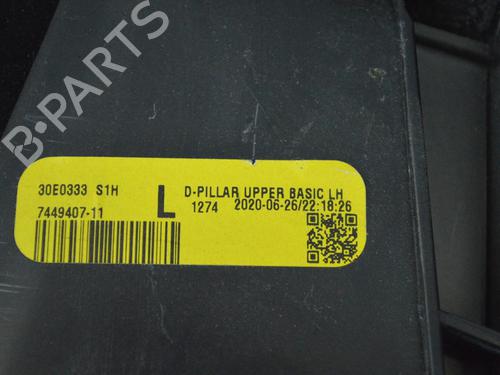 B-PARTS
30E0333 S1H
7449407-11
L
D-PILLAR UPPER BASIC LH
1274 2020-06-26/22:18:26